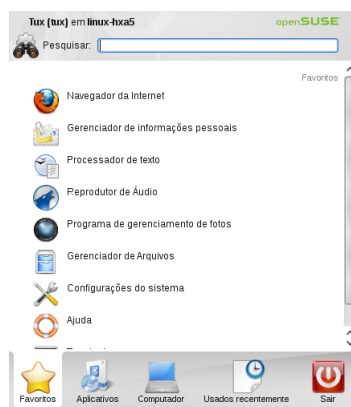 Tux (tux) em linux-hxa5
openSUSE
Pesquisar:
Favoritos
Navegador da Internet
Gerenciador de informações pessoais
Processador de texto
Reprodutor de Áudio
Programa de gerenciamento de fotos
Gerenciador de Arquivos
Configurações do sistema
Ajuda
Favoritos
Aplicativos
Computador
Usados recentemente
Sair